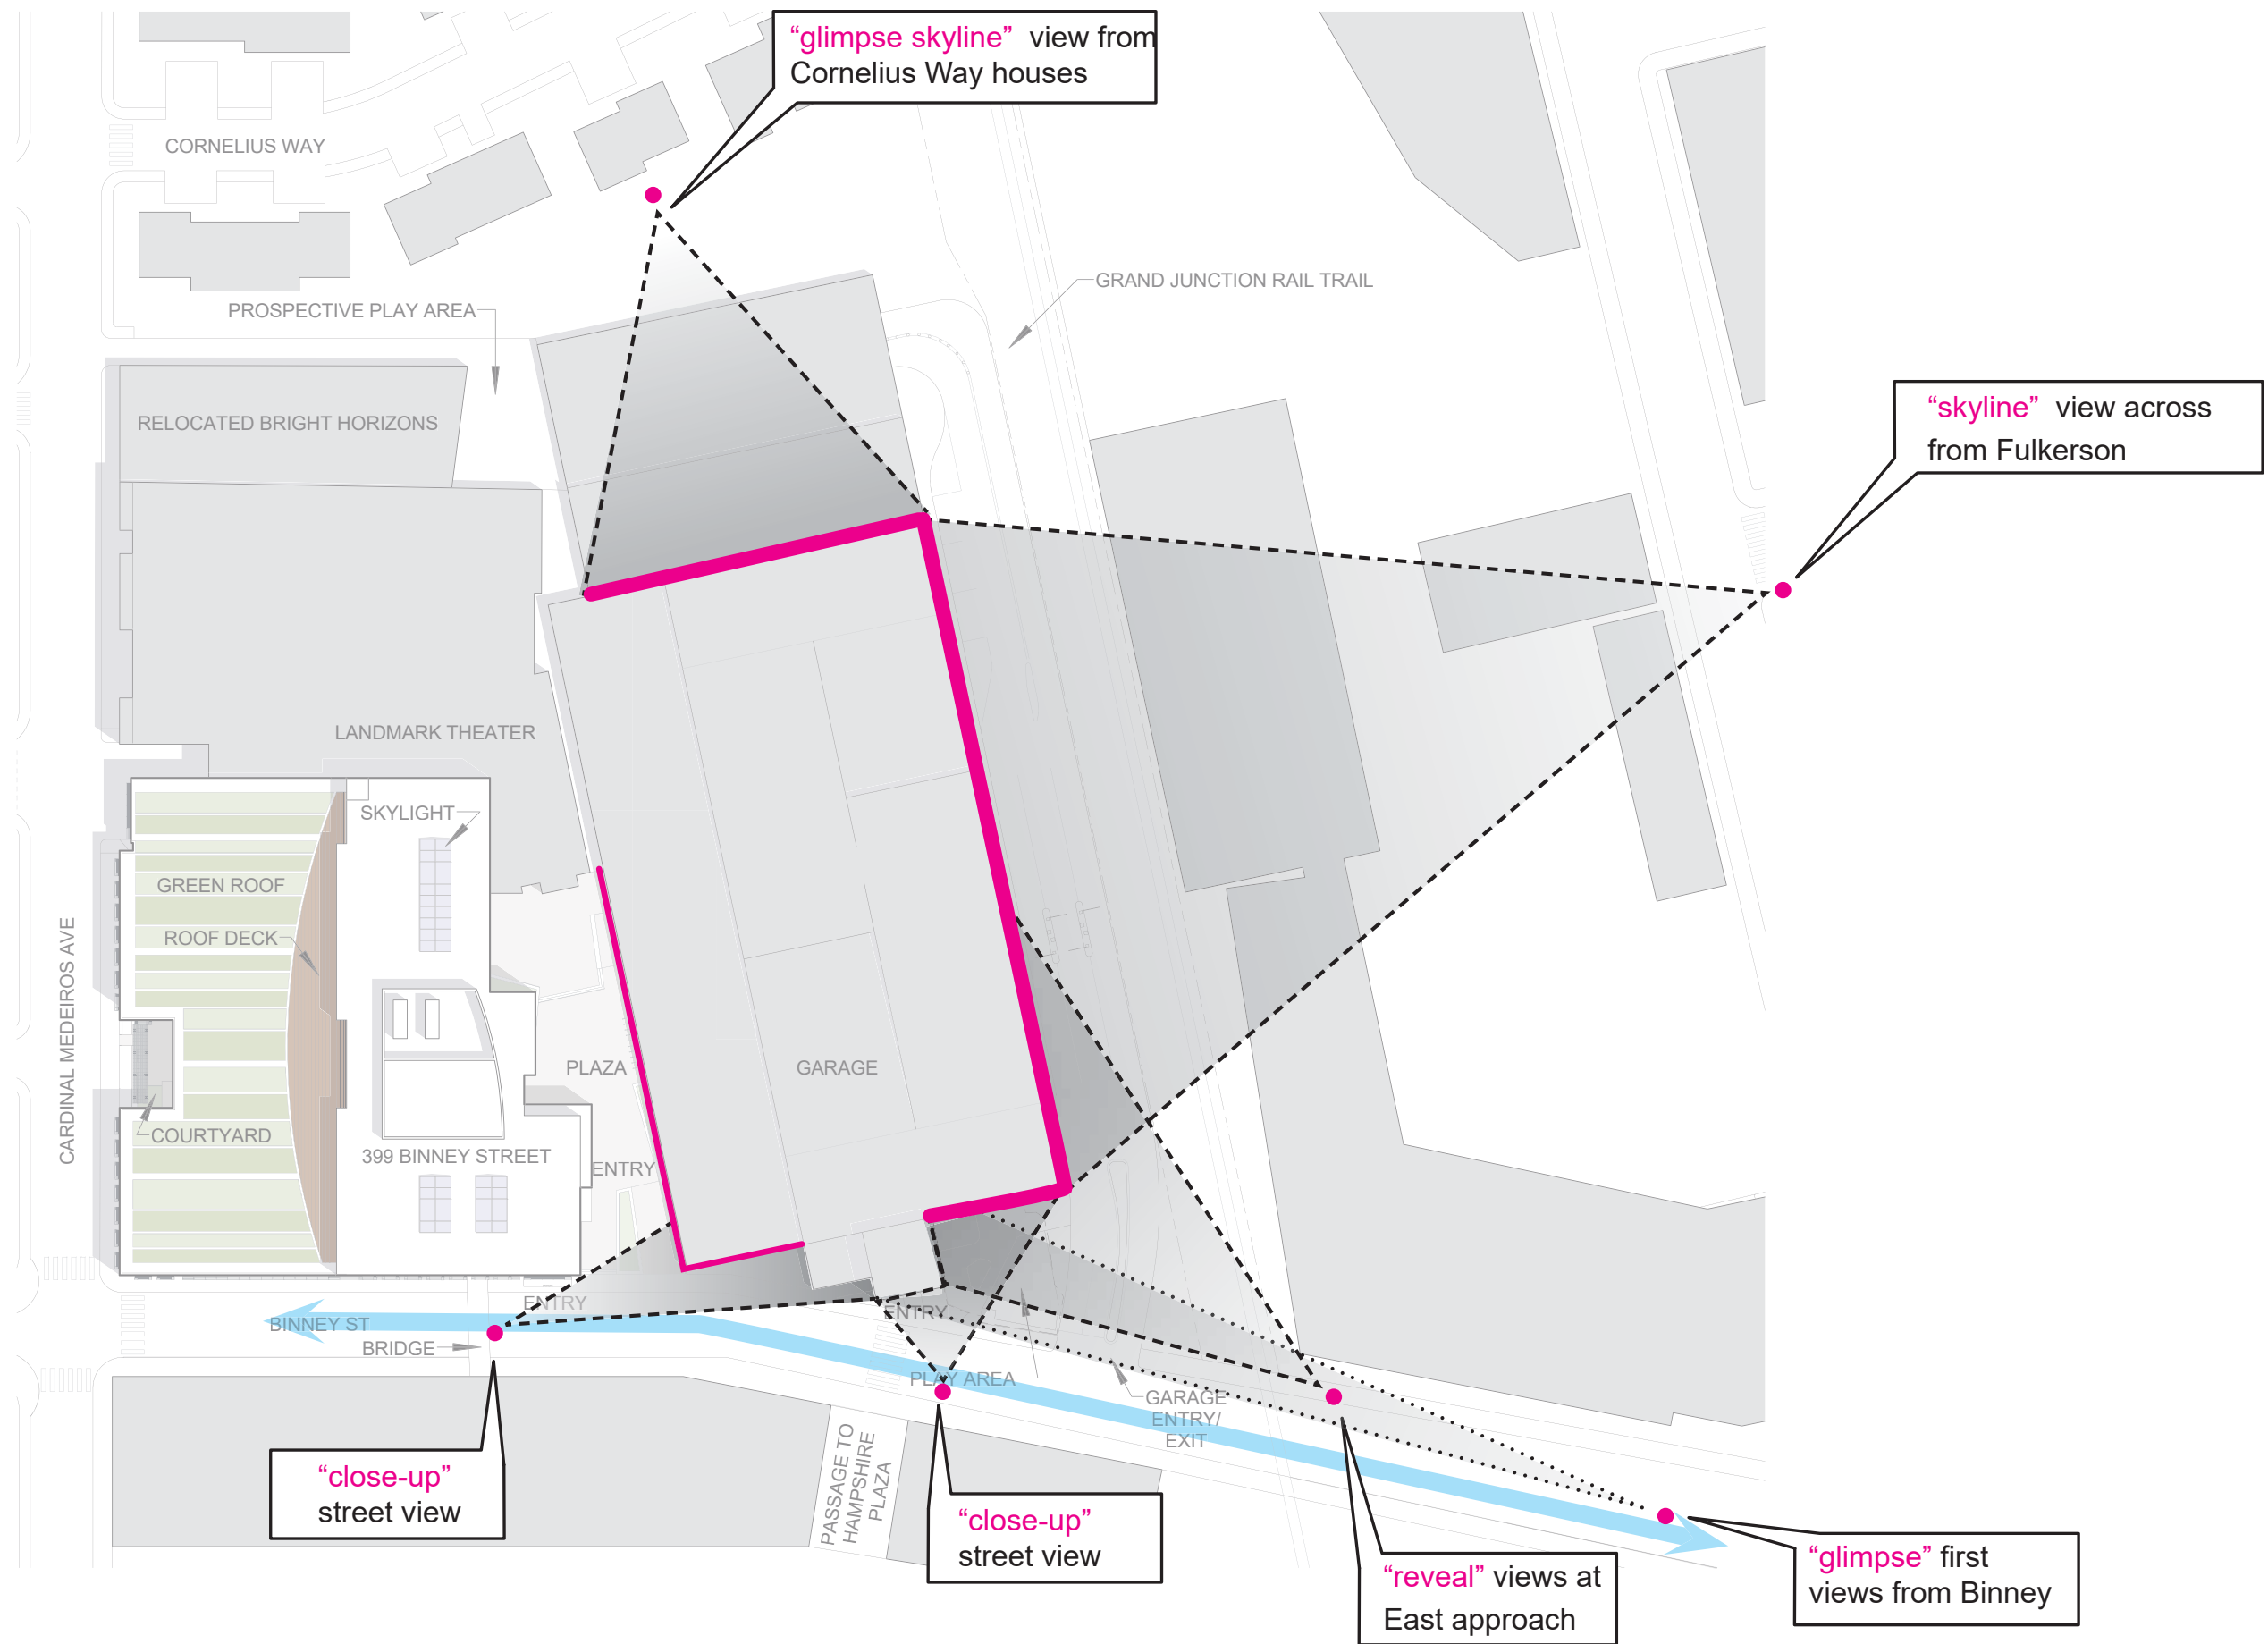 “glimpse skyline” view from
Cornelius Way houses
CORNELIUS WAY
GRAND JUNCTION RAIL TRAIL
PROSPECTIVE PLAY AREA
“skyline” view across
from Fulkerson
RELOCATED BRIGHT HORIZONS
LANDMARK THEATER
SKYLIGHT
GREEN ROOF
ROOF DECK
CARDINAL MEDEIROS AVE
PLAZA
GARAGE
COURTYARD
399 BINNEY STREET
ENTRY
ENTRY
ENTRY
BINNEY ST
BRIDGE
PLAY AREA
GARAGE
ENTRY/
EXIT
PASSAGE TO
HAMPSHIRE
PLAZA
“close-up”
street view
“close-up”
street view
“reveal” views at
East approach
“glimpse” first
views from Binney